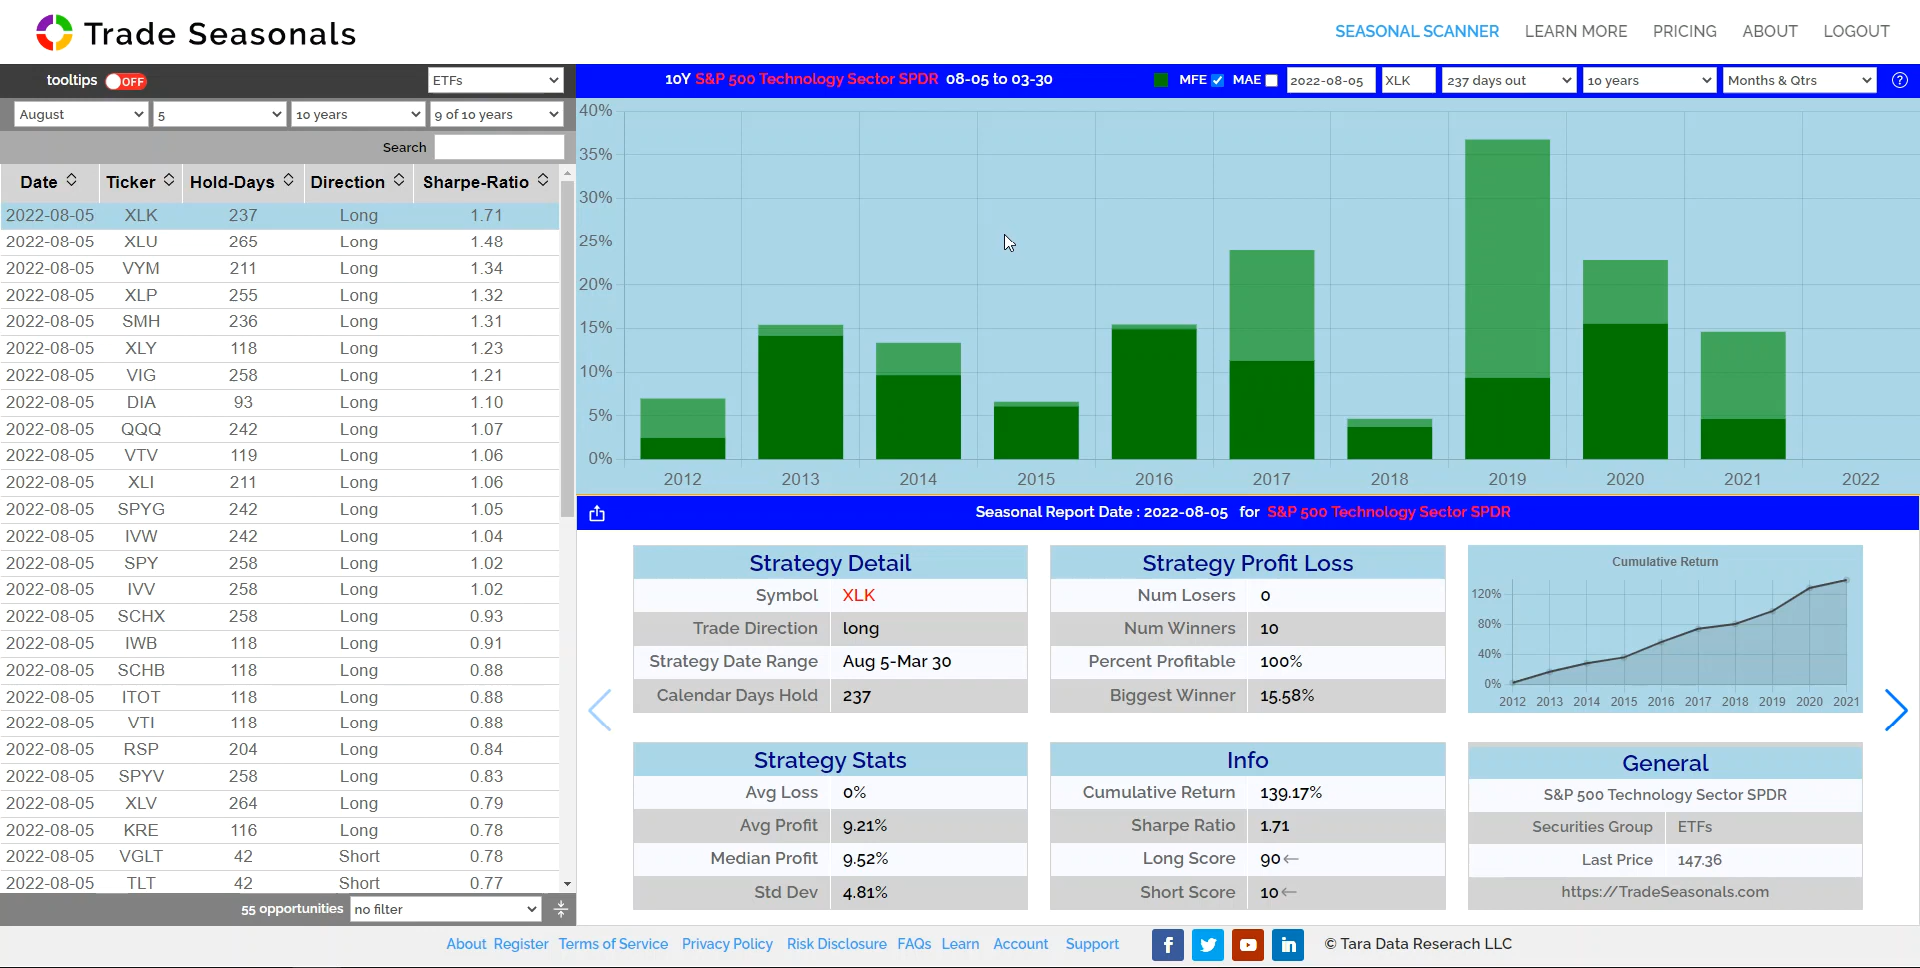 Trade Seasonals
SEASONAL SCANNER LEARN MORE PRICING ABOUT LOGOUT
tooltips OFF ETFs
August 5 10 years 9 of 10 years
Search
Date Ticker Hold-Days Direction Sharpe-Ratio
2022-08-05 XLK 237 Long 1.71
2022-08-05 XLU 265 Long 1.48
2022-08-05 VYM 211 Long 1.34
2022-08-05 XLP 255 Long 1.32
2022-08-05 SMH 236 Long 1.31
2022-08-05 XLY 118 Long 1.23
2022-08-05 VIG 258 Long 1.21
2022-08-05 DIA 93 Long 1.10
2022-08-05 QQQ 242 Long 1.07
2022-08-05 VTV 119 Long 1.06
2022-08-05 XLI 211 Long 1.06
2022-08-05 SPYG 242 Long 1.05
2022-08-05 IVW 242 Long 1.04
2022-08-05 SPY 258 Long 1.02
2022-08-05 IVV 258 Long 1.02
2022-08-05 SCHX 258 Long 0.93
2022-08-05 IWB 118 Long 0.91
2022-08-05 SCHB 118 Long 0.88
2022-08-05 ITOT 118 Long 0.88
2022-08-05 VTI 118 Long 0.88
2022-08-05 RSP 204 Long 0.84
2022-08-05 SPYV 258 Long 0.83
2022-08-05 XLV 264 Long 0.79
2022-08-05 KRE 116 Long 0.78
2022-08-05 VGLT 42 Short 0.78
2022-08-05 TLT 42 Short 0.77
55 opportunities no filter
10Y S&P 500 Technology Sector SPDR 08-05 to 03-30 MFE MAE 2022-08-05 XLK 237 days out 10 years Months & Qtrs ?
40%
35%
30%
25%
20%
15%
10%
5%
0%
2012 2013 2014 2015 2016 2017 2018 2019 2020 2021 2022
Seasonal Report Date : 2022-08-05 for S&P 500 Technology Sector SPDR
Strategy Detail
Symbol XLK
Trade Direction long
Strategy Date Range Aug 5-Mar 30
Calendar Days Hold 237
Strategy Profit Loss
Num Losers 0
Num Winners 10
Percent Profitable 100%
Biggest Winner 15.58%
Cumulative Return
120%
80%
40%
0%
2012 2013 2014 2015 2016 2017 2018 2019 2020 2021
Strategy Stats
Avg Loss 0%
Avg Profit 9.21%
Median Profit 9.52%
Std Dev 4.81%
Info
Cumulative Return 139.17%
Sharpe Ratio 1.71
Long Score 90←
Short Score 10←
General
S&P 500 Technology Sector SPDR
Securities Group ETFs
Last Price 147.36
https://TradeSeasonals.com
About Register Terms of Service Privacy Policy Risk Disclosure FAQs Learn Account Support f in © Tara Data Reserach LLC